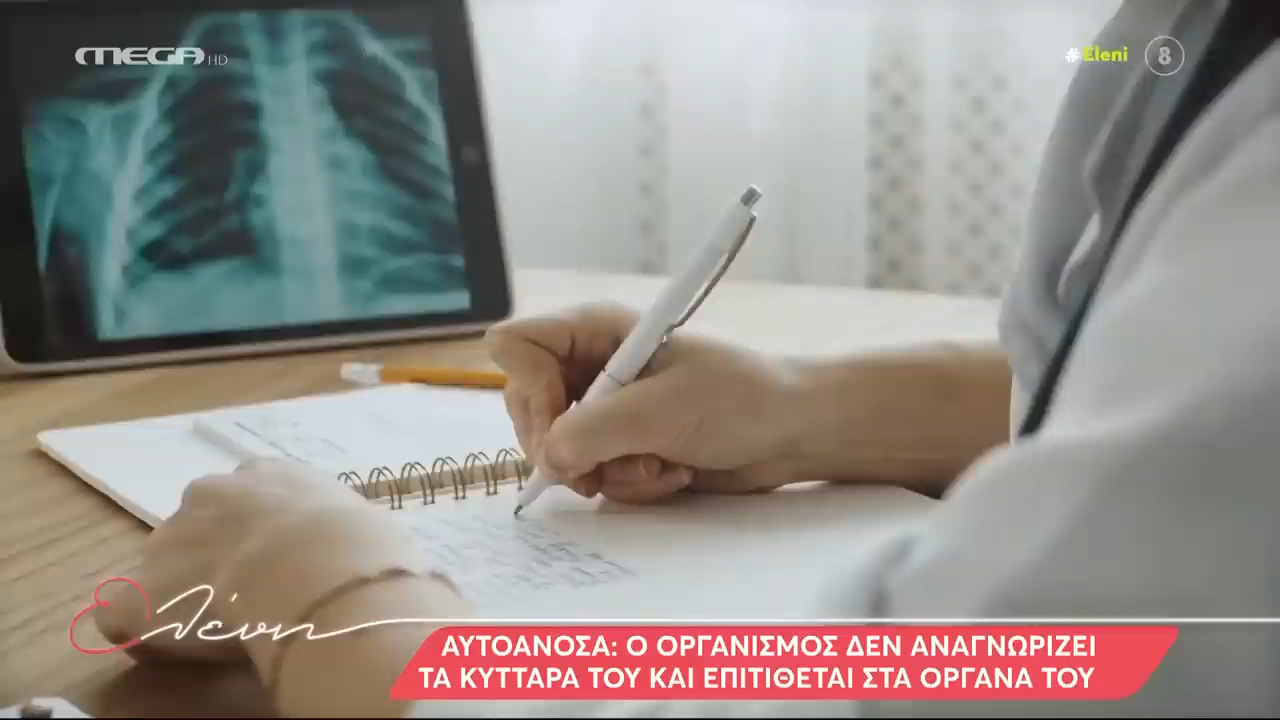 MEGA HD
#Eleni
8
Ελένη
ΑΥΤΟΑΝΟΣΑ: Ο ΟΡΓΑΝΙΣΜΟΣ ΔΕΝ ΑΝΑΓΝΩΡΙΖΕΙ
ΤΑ ΚΥΤΤΑΡΑ ΤΟΥ ΚΑΙ ΕΠΙΤΙΘΕΤΑΙ ΣΤΑ ΟΡΓΑΝΑ ΤΟΥ